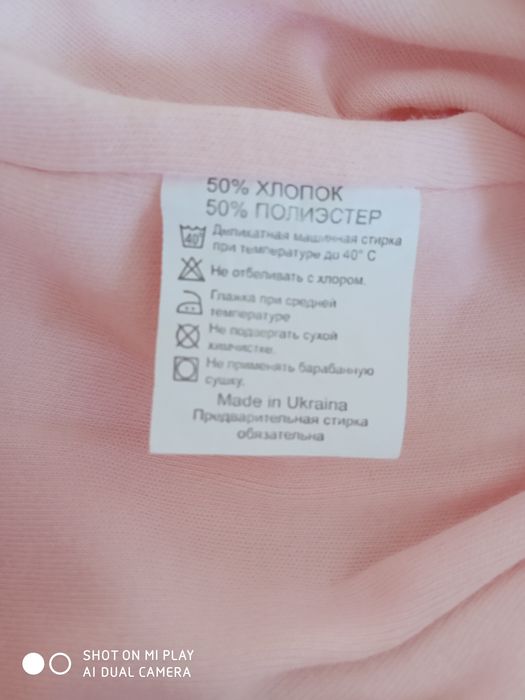 50% ХЛОПОК
50% ПОЛИЭСТЕР
40°
Деликатная машинная стирка
при температуре до 40° С
Не отбеливать с хлором.
Глажка при средней
температуре
Не подвергать сухой
химчистке.
Не применять барабанную
сушку.
Made in Ukraina
Предварительная стирка
обязательна
SHOT ON MI PLAY
AI DUAL CAMERA